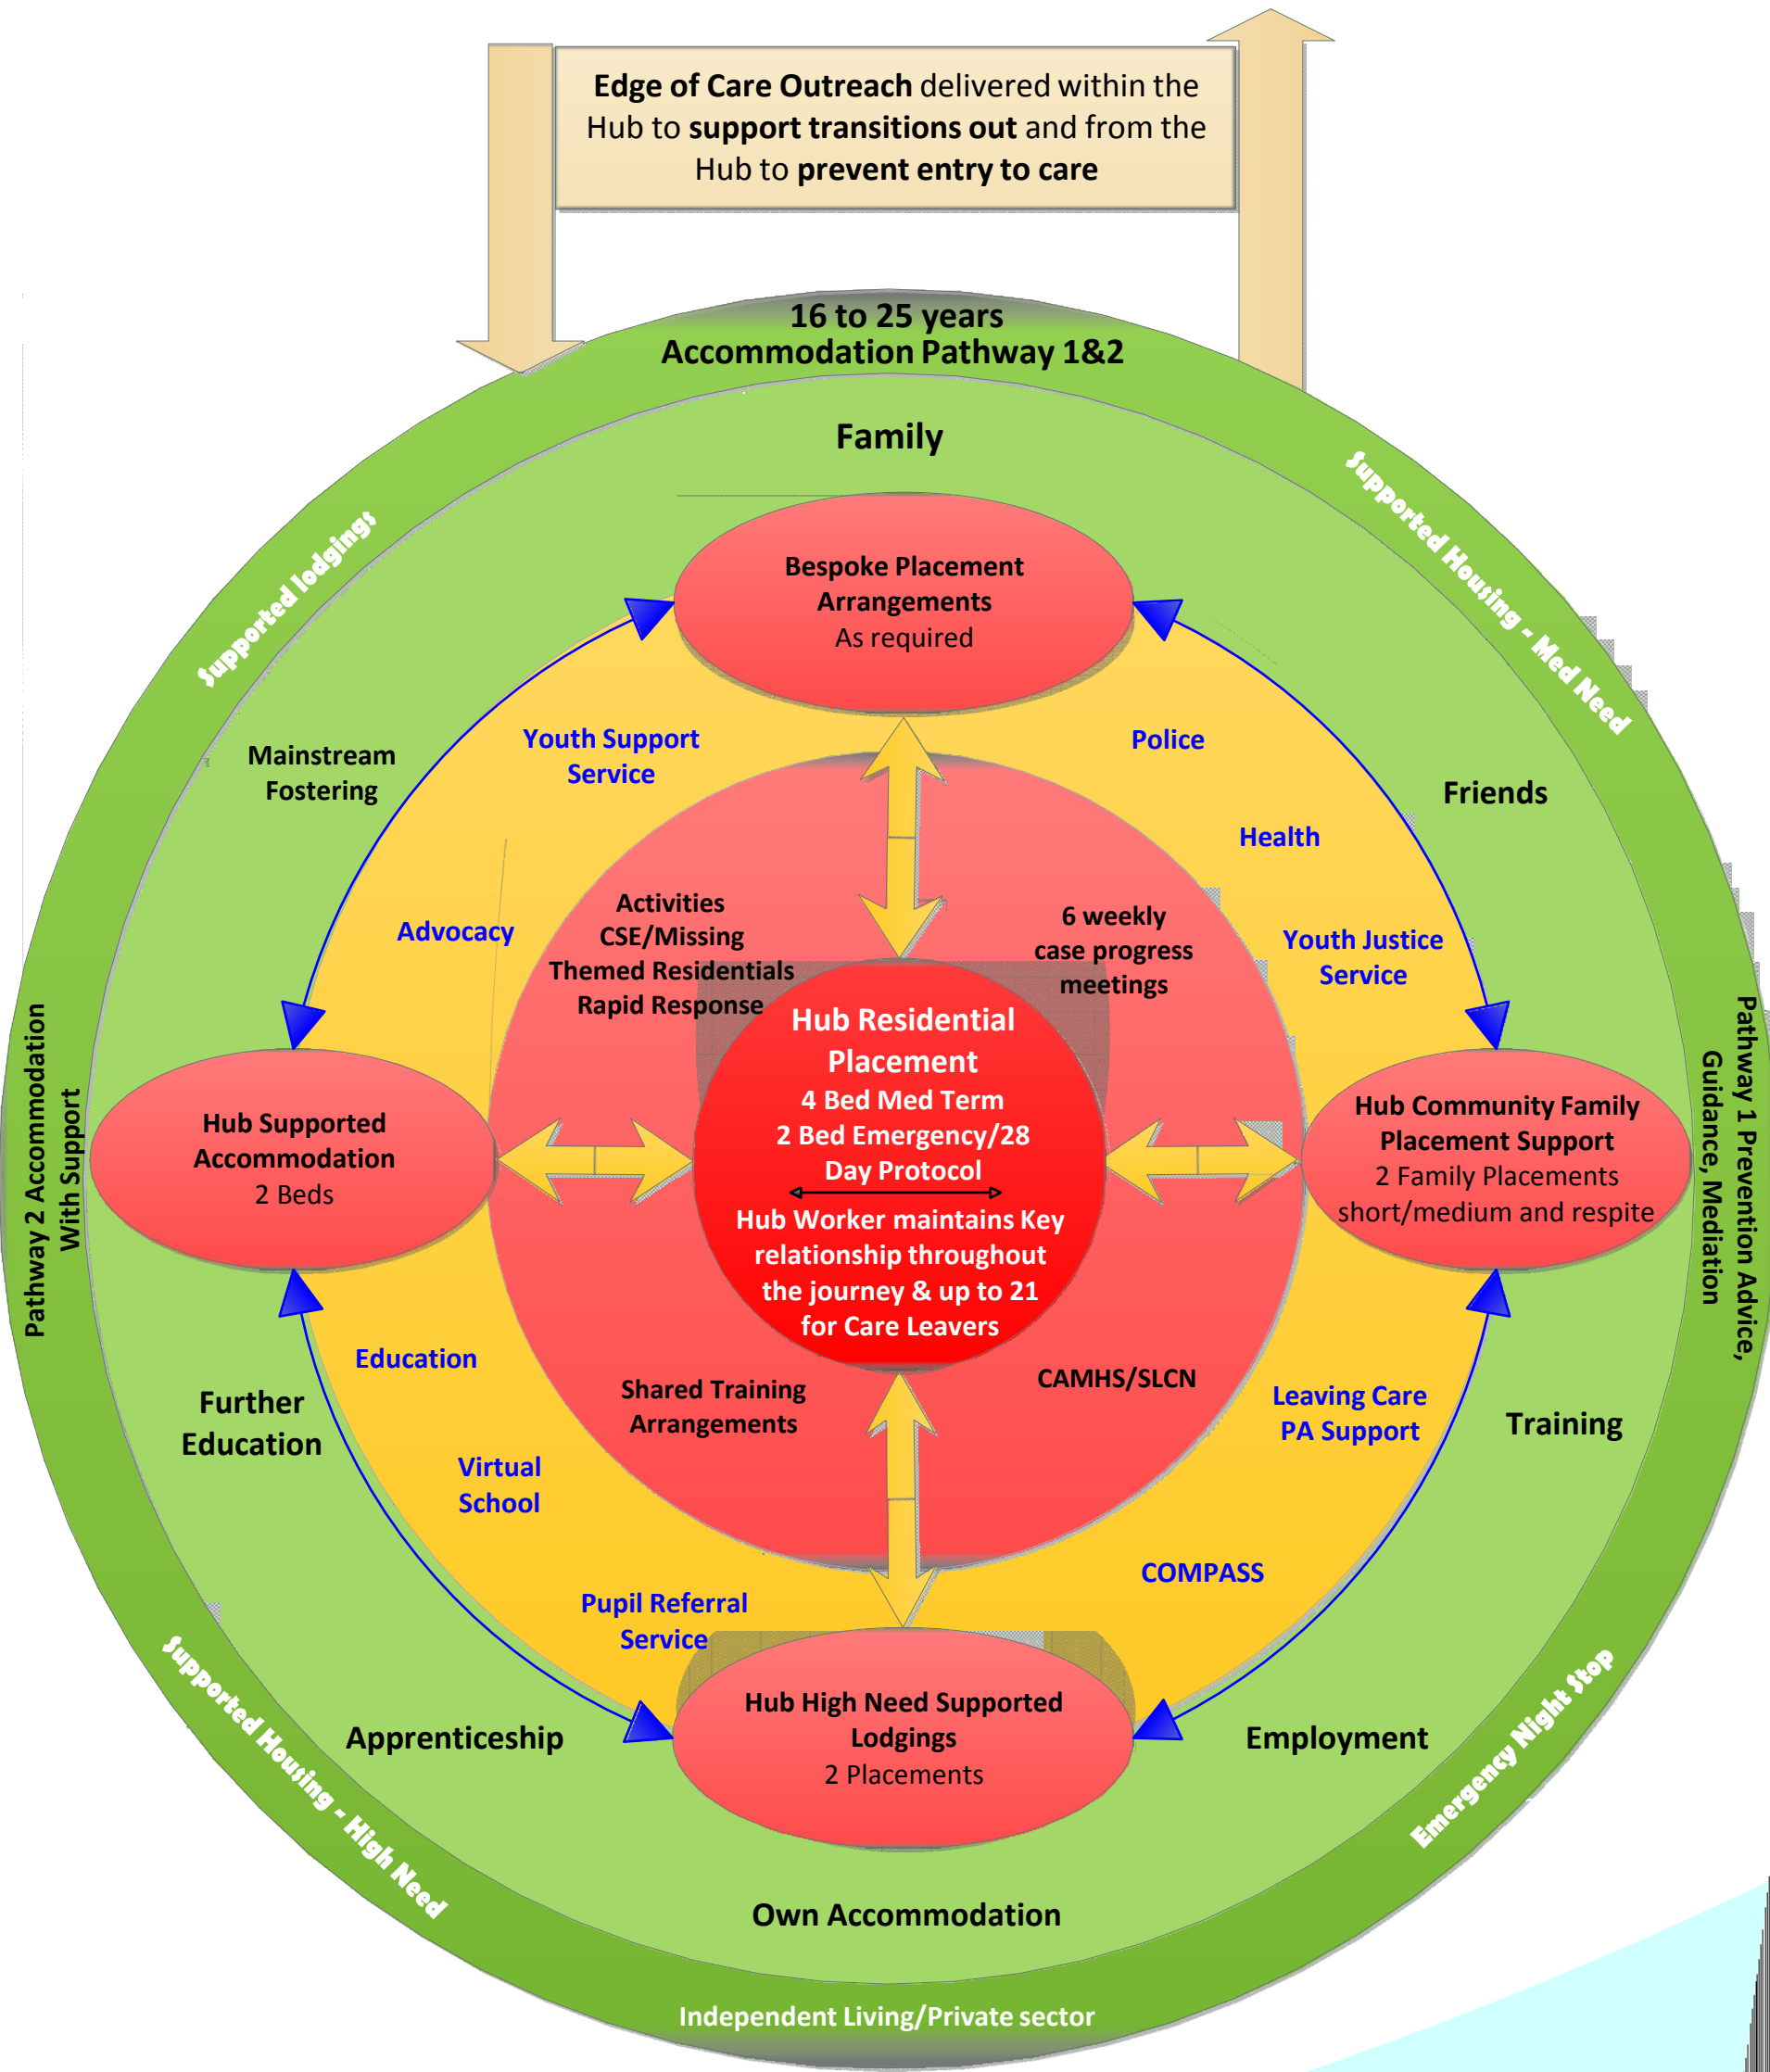 Edge of Care Outreach delivered within the
Hub to support transitions out and from the
Hub to prevent entry to care
16 to 25 years
Accommodation Pathway 1&2
Family
Supported lodgings
Supported Housing - Med Need
Bespoke Placement
Arrangements
As required
Mainstream
Fostering
Youth Support
Service
Police
Friends
Health
Advocacy
Activities
CSE/Missing
Themed Residentials
Rapid Response
6 weekly
case progress
meetings
Youth Justice
Service
Pathway 2 Accommodation
With Support
Hub Supported
Accommodation
2 Beds
Hub Residential
Placement
4 Bed Med Term
2 Bed Emergency/28
Day Protocol
Hub Worker maintains Key
relationship throughout
the journey & up to 21
for Care Leavers
Hub Community Family
Placement Support
2 Family Placements
short/medium and respite
Pathway 1 Prevention Advice,
Guidance, Mediation
Education
Further
Education
Shared Training
Arrangements
CAMHS/SLCN
Leaving Care
PA Support
Training
Virtual
School
COMPASS
Pupil Referral
Service
Hub High Need Supported
Lodgings
2 Placements
Apprenticeship
Employment
Supported Housing - High Need
Emergency Night Stop
Own Accommodation
Independent Living/Private sector